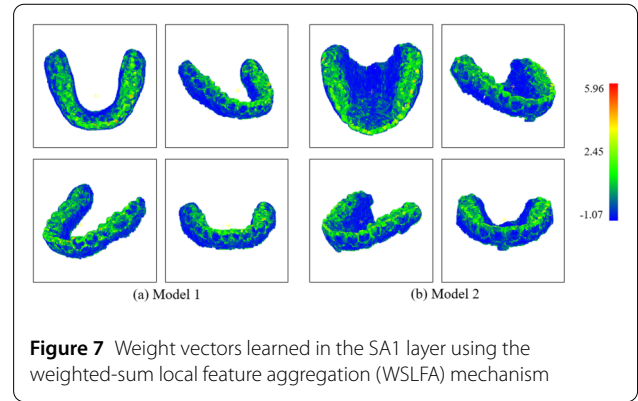 5.96
2.45
-1.07
(a) Model 1
(b) Model 2
Figure 7 Weight vectors learned in the SA1 layer using the
weighted-sum local feature aggregation (WSLFA) mechanism